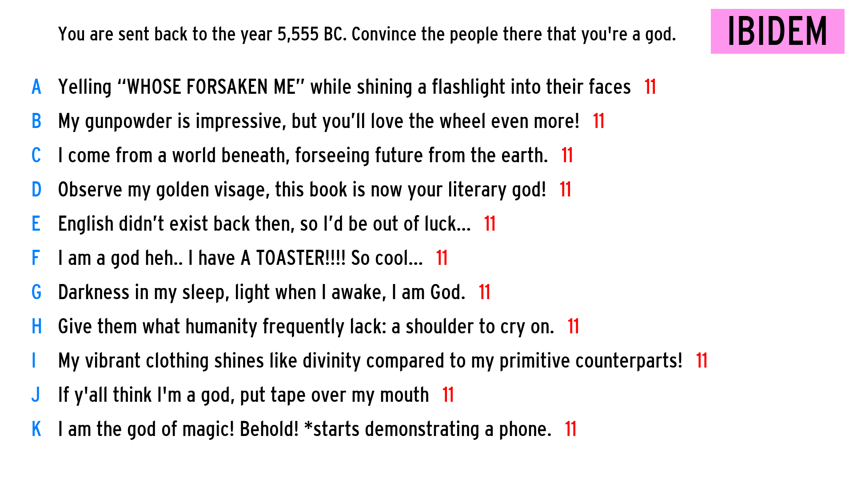 You are sent back to the year 5,555 BC. Convince the people there that you're a god.
IBIDEM
A Yelling “WHOSE FORSAKEN ME” while shining a flashlight into their faces 11
B My gunpowder is impressive, but you’ll love the wheel even more! 11
C I come from a world beneath, forseeing future from the earth. 11
D Observe my golden visage, this book is now your literary god! 11
E English didn’t exist back then, so I’d be out of luck... 11
F I am a god heh.. I have A TOASTER!!!! So cool... 11
G Darkness in my sleep, light when I awake, I am God. 11
H Give them what humanity frequently lack: a shoulder to cry on. 11
I My vibrant clothing shines like divinity compared to my primitive counterparts! 11
J If y'all think I'm a god, put tape over my mouth 11
K I am the god of magic! Behold! *starts demonstrating a phone. 11